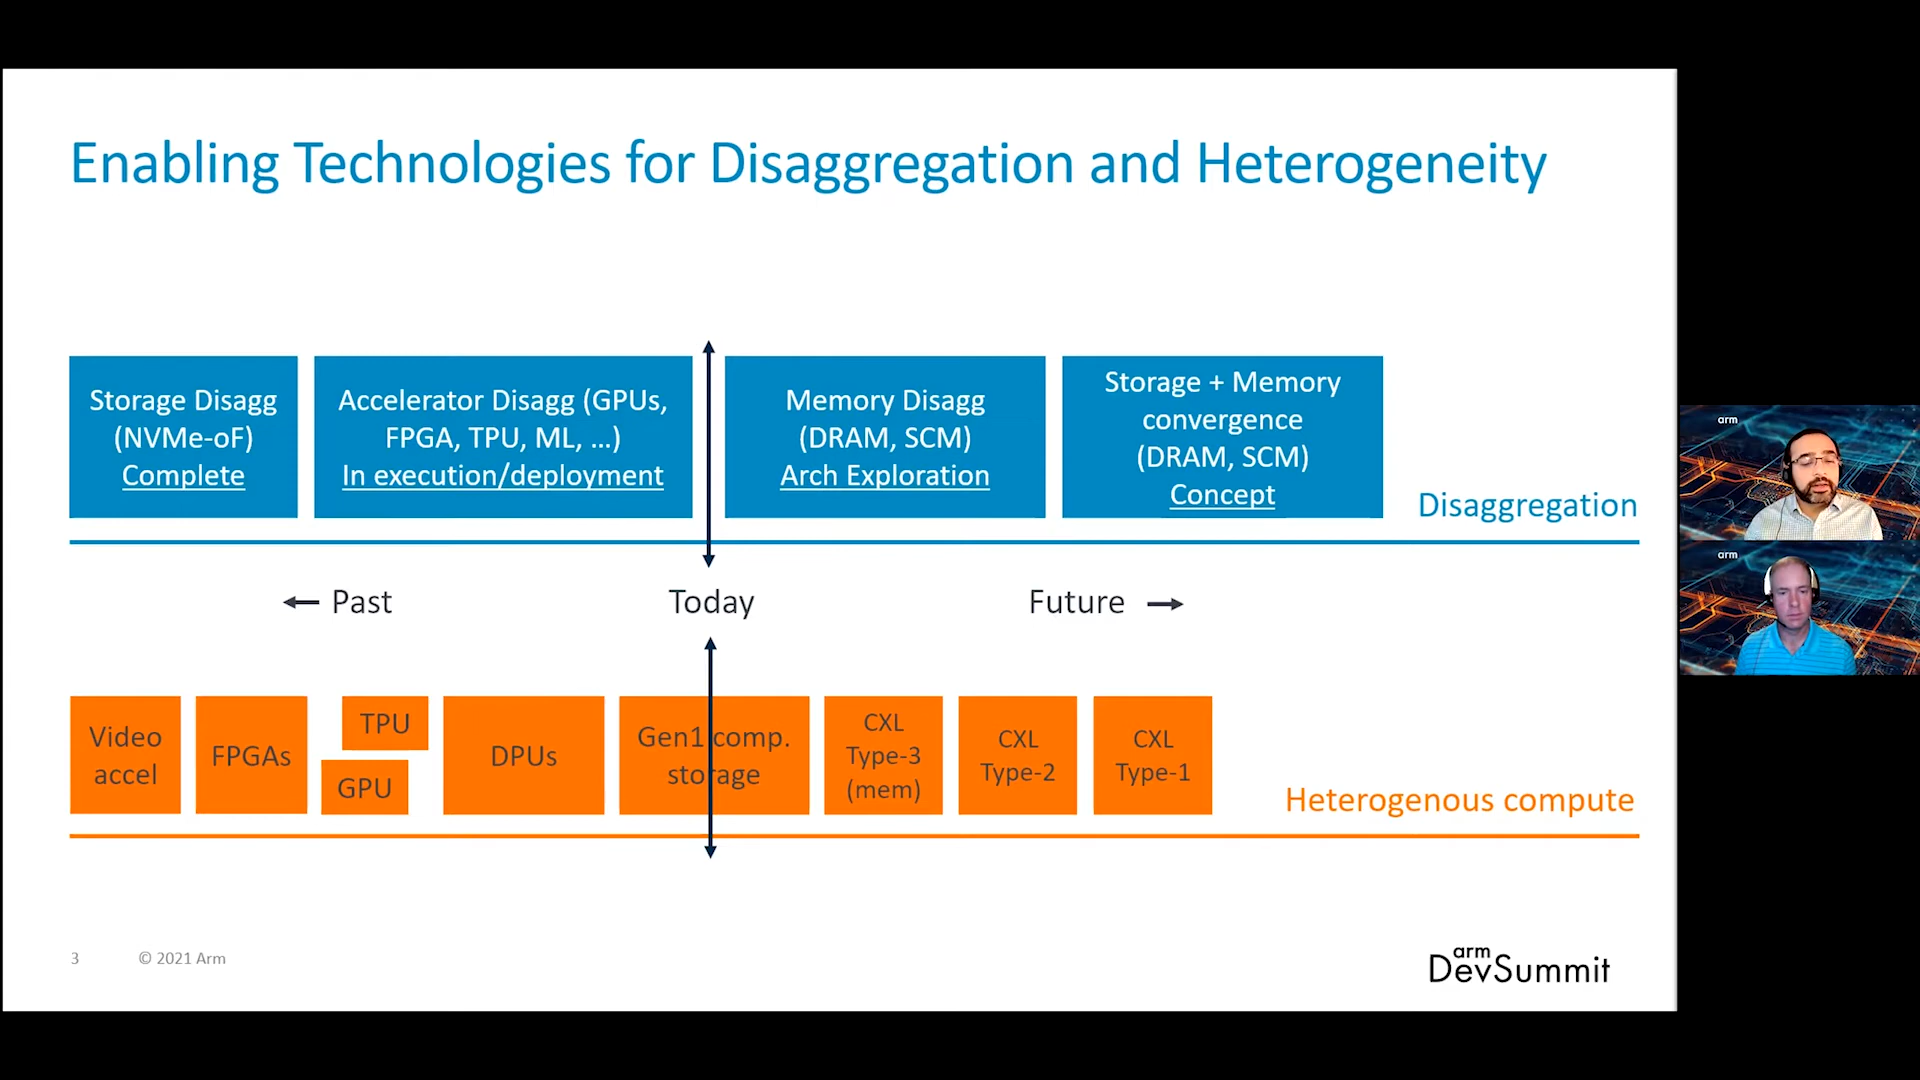 Enabling Technologies for Disaggregation and Heterogeneity
Storage Disagg
(NVMe-oF)
Complete
Accelerator Disagg (GPUs,
FPGA, TPU, ML, ...)
In execution/deployment
Memory Disagg
(DRAM, SCM)
Arch Exploration
Storage + Memory
convergence
(DRAM, SCM)
Concept
Disaggregation
Past
Today
Future
Video
accel
FPGAs
TPU
GPU
DPUs
Gen1 comp.
storage
CXL
Type-3
(mem)
CXL
Type-2
CXL
Type-1
Heterogenous compute
3
© 2021 Arm
arm
DevSummit
arm
arm